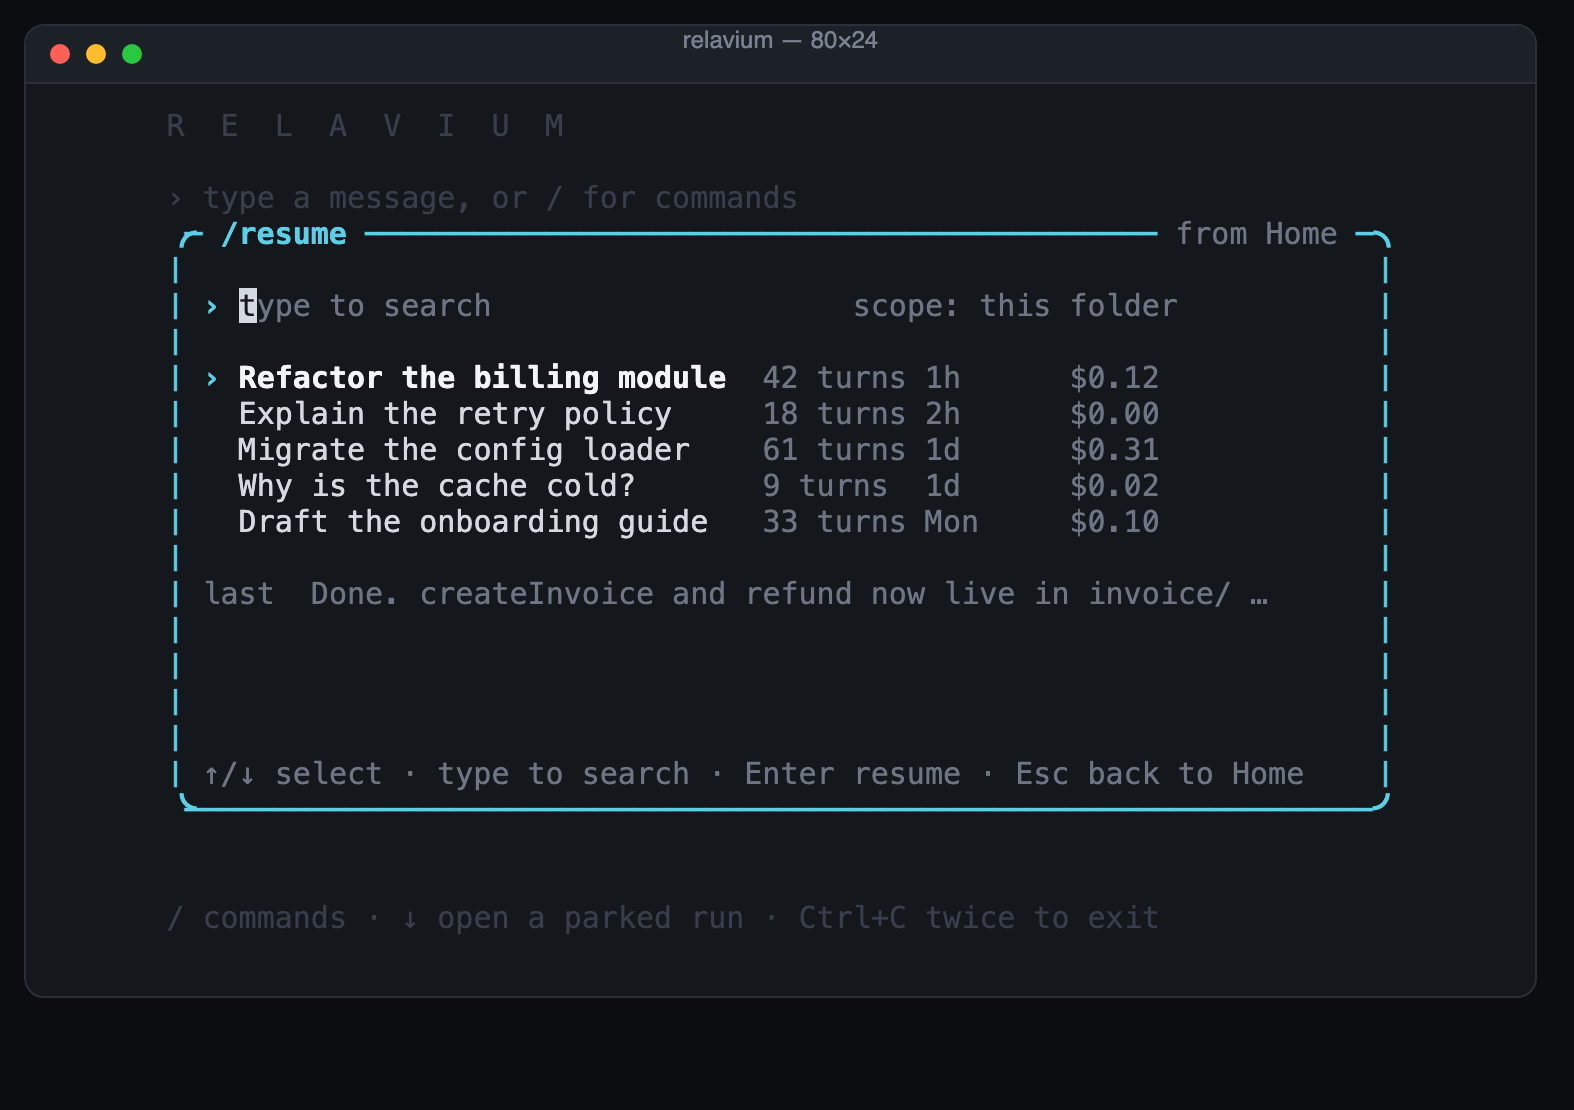 relavium — 80×24
R E L A V I U M
› type a message, or / for commands
/resume from Home
› type to search scope: this folder
› Refactor the billing module 42 turns 1h $0.12
Explain the retry policy 18 turns 2h $0.00
Migrate the config loader 61 turns 1d $0.31
Why is the cache cold? 9 turns 1d $0.02
Draft the onboarding guide 33 turns Mon $0.10
last Done. createInvoice and refund now live in invoice/ …
↑/↓ select · type to search · Enter resume · Esc back to Home
/ commands · ↓ open a parked run · Ctrl+C twice to exit